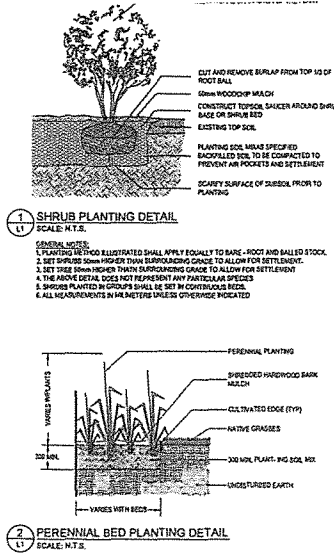 CUT AND REMOVE BURLAP FROM TOP 1/3 OF
ROOT BALL
50mm WOODCHIP MULCH
CONSTRUCT TOPSOIL SAUCER AROUND SHRU
BASE OR SHRUB BED
EXISTING TOP SOIL
PLANTING SOIL MIX AS SPECIFIED
BACKFILLED SOIL TO BE COMPACTED TO
PREVENT AIR POCKETS AND SETTLEMENT
SCARIFY SURFACE OF SUBSOIL PRIOR TO
PLANTING
1 SHRUB PLANTING DETAIL
L1 SCALE: N.T.S.
GENERAL NOTES:
1. PLANTING METHOD ILLUSTRATED SHALL APPLY EQUALLY TO BARE - ROOT AND BALLED STOCK.
2. SET SHRUBS 50mm HIGHER THAN SURROUNDING GRADE TO ALLOW FOR SETTLEMENT.
3. SET TREE 50mm HIGHER THATN SURROUNDING GRADE TO ALLOW FOR SETTLEMENT
4. THE ABOVE DETAIL DOES NOT REPRESENT ANY PARTICULAR SPECIES
5. SHRUBS PLANTED IN GROUPS SHALL BE SET IN CONTINUOUS BEDS.
6. ALL MEASUREMENTS IN MILIMETERS UNLESS OTHERWISE INDICATED
PERENNIAL PLANTING
SHREDDED HARDWOOD BARK
MULCH
VARIES W/PLANTS
CULTIVATED EDGE (TYP)
NATIVE GRASSES
300 MIN.
300 MIN. PLANT-ING SOIL MIX
UNDISTURBED EARTH
VARIES WITH BEDS
2 PERENNIAL BED PLANTING DETAIL
L1 SCALE: N.T.S.